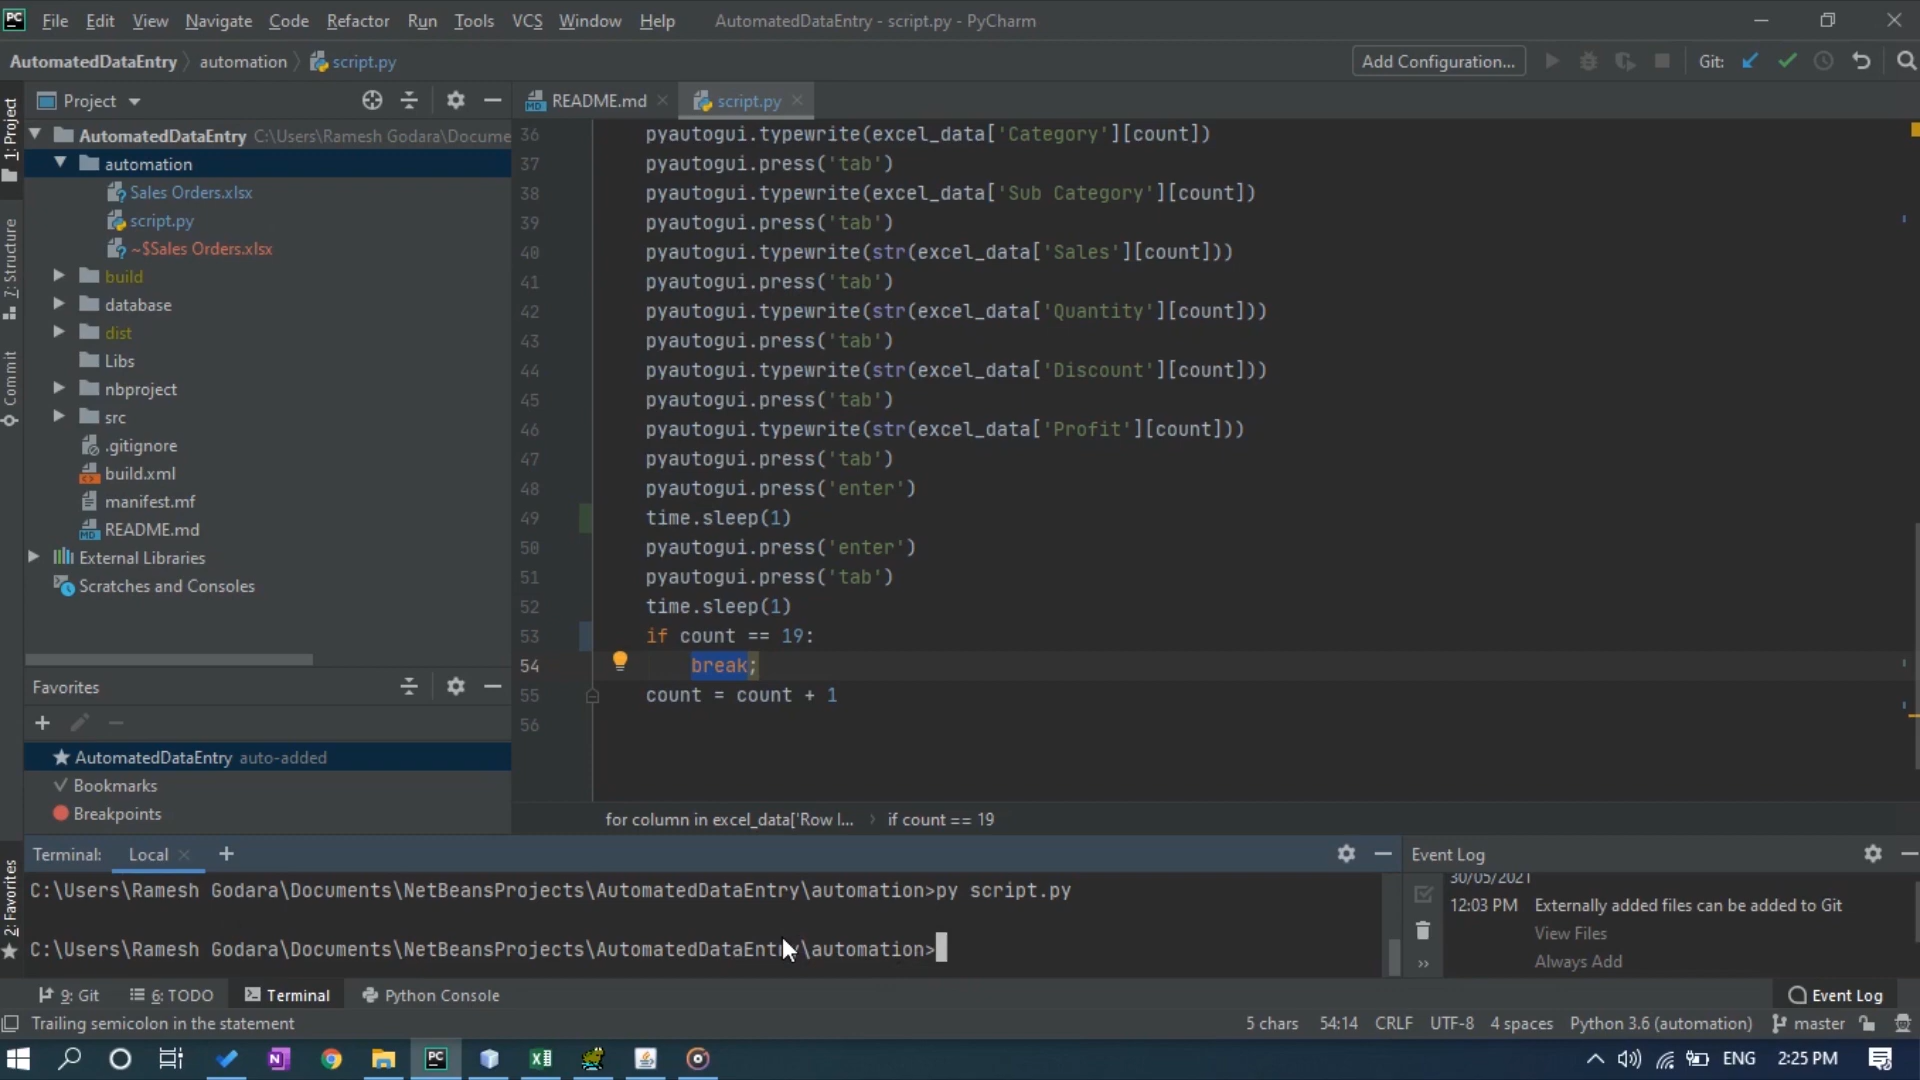 PC File Edit View Navigate Code Refactor Run Tools VCS Window Help AutomatedDataEntry - script.py - PyCharm
AutomatedDataEntry automation script.py Add Configuration... Git:
1: Project
7: Structure
Commit
2: Favorites
Project
AutomatedDataEntry C:\Users\Ramesh Godara\Docume
automation
Sales Orders.xlsx
script.py
~$Sales Orders.xlsx
build
database
dist
Libs
nbproject
src
.gitignore
build.xml
manifest.mf
README.md
External Libraries
Scratches and Consoles
Favorites
AutomatedDataEntry auto-added
Bookmarks
Breakpoints
README.md script.py
36 pyautogui.typewrite(excel_data['Category'][count])
37 pyautogui.press('tab')
38 pyautogui.typewrite(excel_data['Sub Category'][count])
39 pyautogui.press('tab')
40 pyautogui.typewrite(str(excel_data['Sales'][count]))
41 pyautogui.press('tab')
42 pyautogui.typewrite(str(excel_data['Quantity'][count]))
43 pyautogui.press('tab')
44 pyautogui.typewrite(str(excel_data['Discount'][count]))
45 pyautogui.press('tab')
46 pyautogui.typewrite(str(excel_data['Profit'][count]))
47 pyautogui.press('tab')
48 pyautogui.press('enter')
49 time.sleep(1)
50 pyautogui.press('enter')
51 pyautogui.press('tab')
52 time.sleep(1)
53 if count == 19:
54 break;
55 count = count + 1
56
for column in excel_data['Row I... if count == 19
Terminal: Local
C:\Users\Ramesh Godara\Documents\NetBeansProjects\AutomatedDataEntry\automation>py script.py
C:\Users\Ramesh Godara\Documents\NetBeansProjects\AutomatedDataEntry\automation>
Event Log
30/05/2021
12:03 PM Externally added files can be added to Git
View Files
Always Add
9: Git 6: TODO Terminal Python Console Event Log
Trailing semicolon in the statement 5 chars 54:14 CRLF UTF-8 4 spaces Python 3.6 (automation) master
ENG 2:25 PM